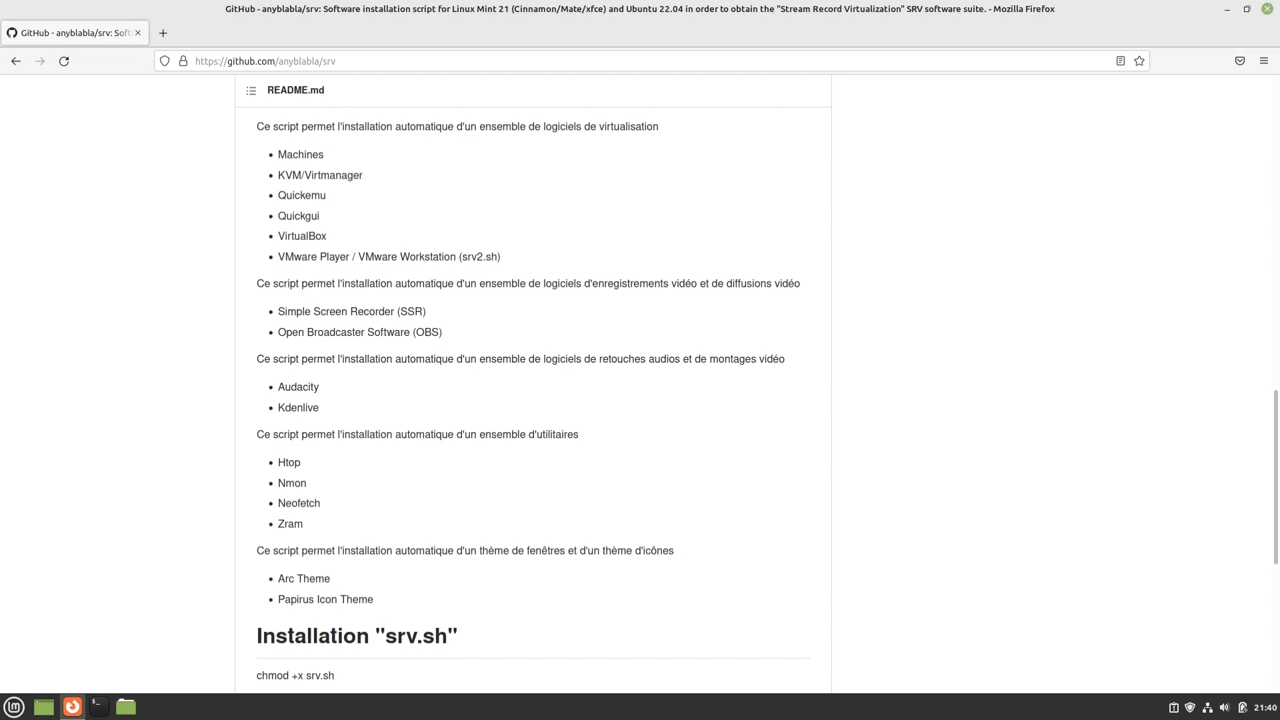 GitHub - anyblabla/srv: Software installation script for Linux Mint 21 (Cinnamon/Mate/xfce) and Ubuntu 22.04 in order to obtain the "Stream Record Virtualization" SRV software suite. - Mozilla Firefox
GitHub - anyblabla/srv: Soft
https://github.com/anyblabla/srv
README.md
Ce script permet l'installation automatique d'un ensemble de logiciels de virtualisation
Machines
KVM/Virtmanager
Quickemu
Quickgui
VirtualBox
VMware Player / VMware Workstation (srv2.sh)
Ce script permet l'installation automatique d'un ensemble de logiciels d'enregistrements vidéo et de diffusions vidéo
Simple Screen Recorder (SSR)
Open Broadcaster Software (OBS)
Ce script permet l'installation automatique d'un ensemble de logiciels de retouches audios et de montages vidéo
Audacity
Kdenlive
Ce script permet l'installation automatique d'un ensemble d'utilitaires
Htop
Nmon
Neofetch
Zram
Ce script permet l'installation automatique d'un thème de fenêtres et d'un thème d'icônes
Arc Theme
Papirus Icon Theme
Installation "srv.sh"
chmod +x srv.sh
21:40